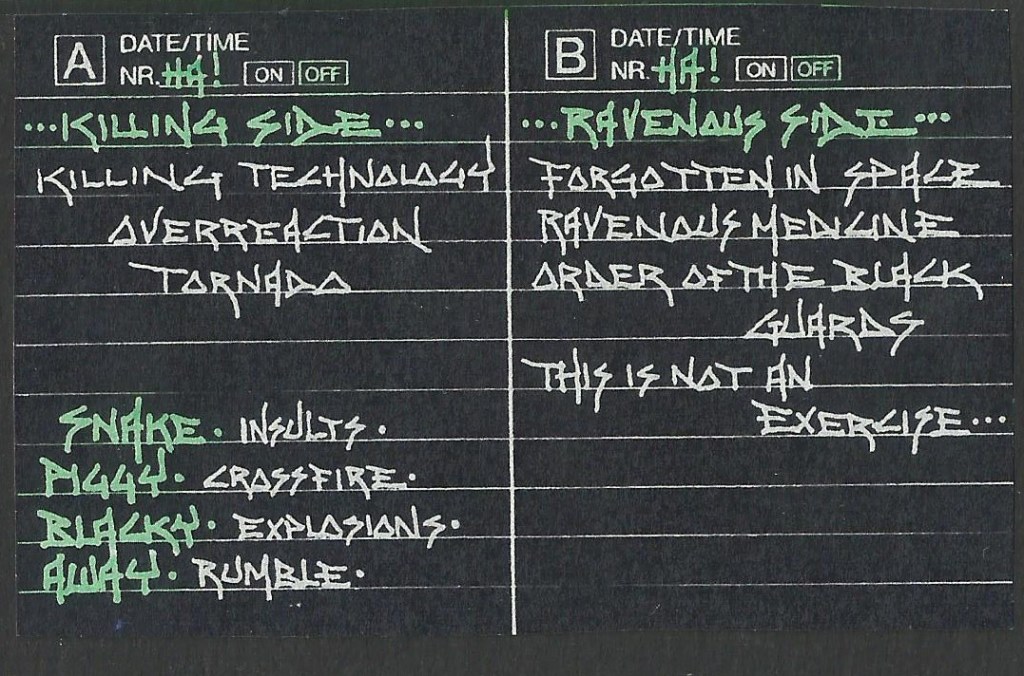 A DATE/TIME
NR. HA! ON OFF
...KILLING SIDE...
KILLING TECHNOLOGY
OVERREACTION
TORNADO
SNAKE. INSULTS.
PIGGY. CROSSFIRE.
BLACKY. EXPLOSIONS.
AWAY. RUMBLE.
B DATE/TIME
NR. HA! ON OFF
...RAVENOUS SIDE...
FORGOTTEN IN SPACE
RAVENOUS MEDICINE
ORDER OF THE BLACK
GUARDS
THIS IS NOT AN
EXERCISE...